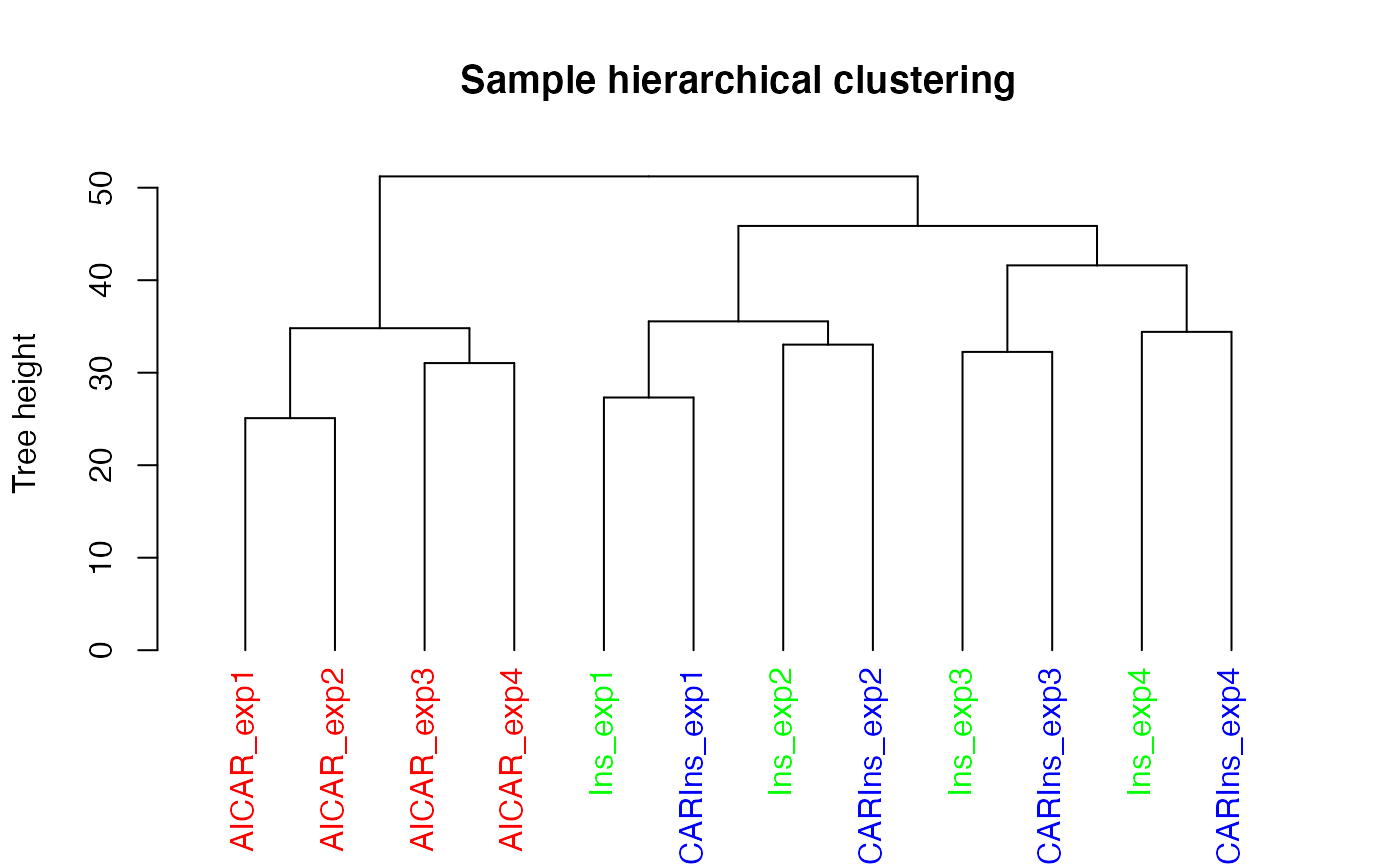 Sample hierarchical clustering
Tree height
50
40
30
20
10
0
AICAR_exp1
AICAR_exp2
AICAR_exp3
AICAR_exp4
Ins_exp1
CARIns_exp1
Ins_exp2
CARIns_exp2
Ins_exp3
CARIns_exp3
Ins_exp4
CARIns_exp4